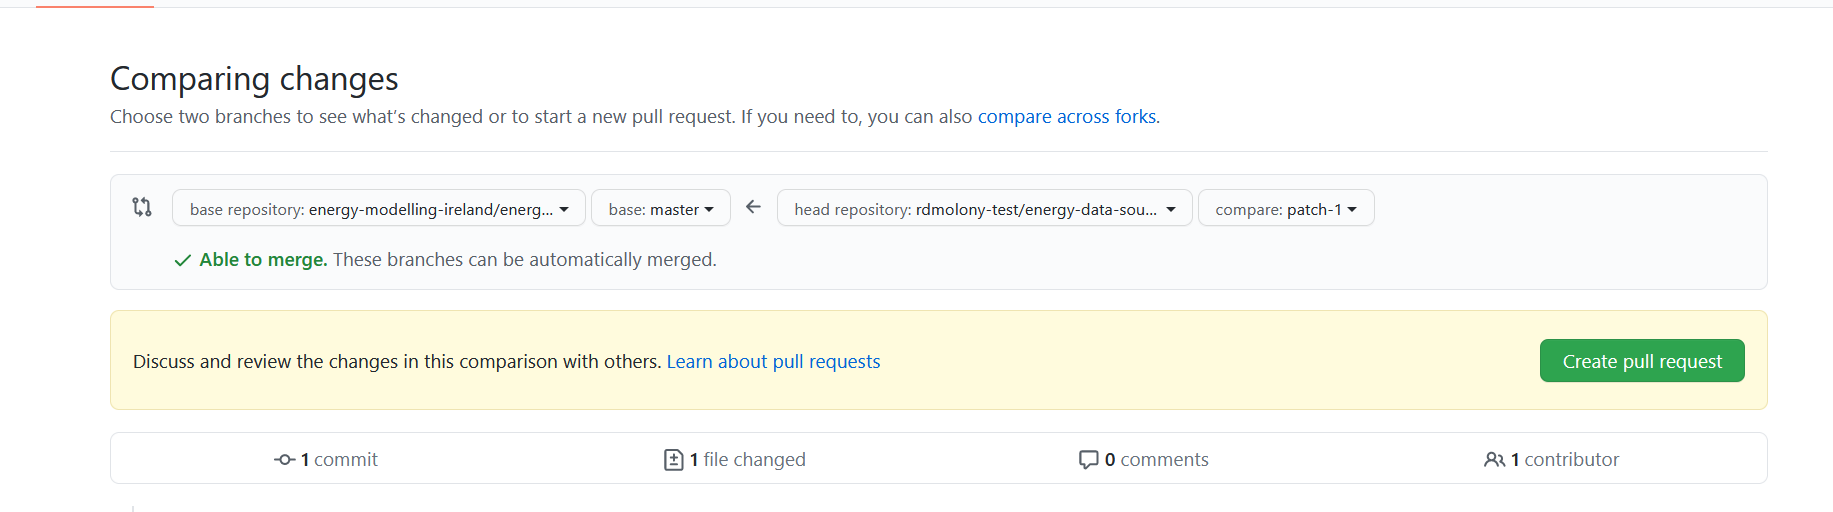 Comparing changes
Choose two branches to see what's changed or to start a new pull request. If you need to, you can also compare across forks.
base repository: energy-modelling-ireland/energ... base: master head repository: rdmolony-test/energy-data-sou... compare: patch-1
Able to merge. These branches can be automatically merged.
Discuss and review the changes in this comparison with others. Learn about pull requests Create pull request
1 commit 1 file changed 0 comments 1 contributor